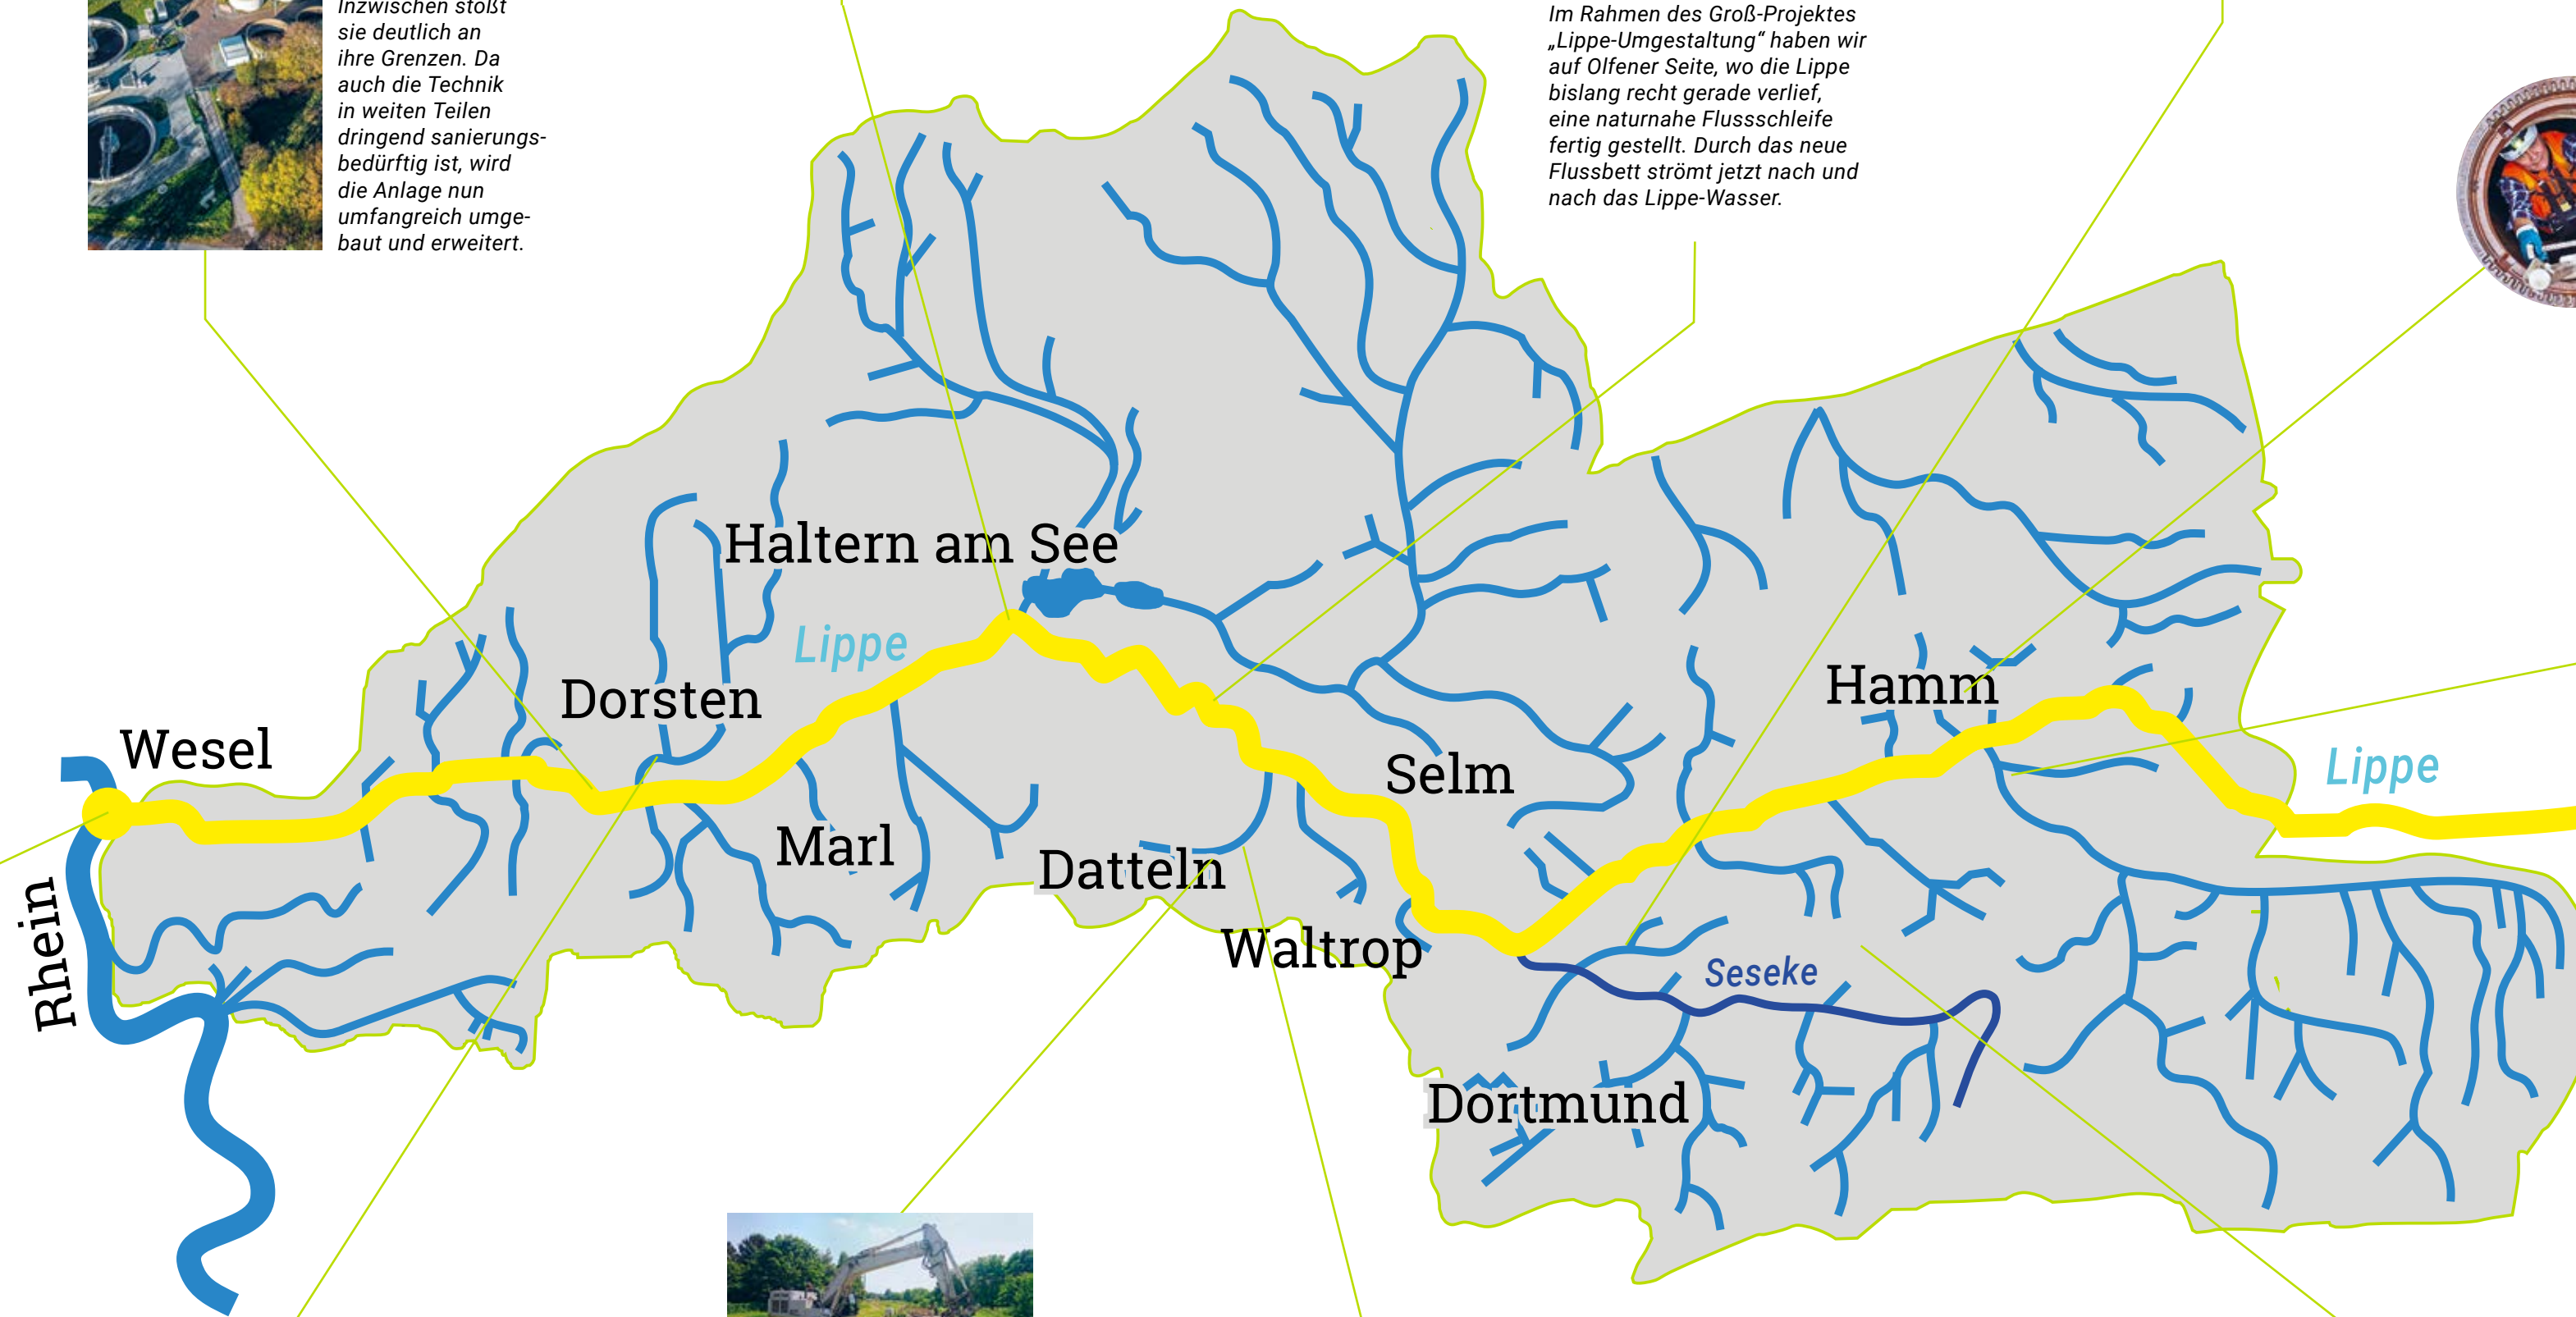 Inzwischen stößt
sie deutlich an
ihre Grenzen. Da
auch die Technik
in weiten Teilen
dringend sanierungs-
bedürftig ist, wird
die Anlage nun
umfangreich umge-
baut und erweitert.
Im Rahmen des Groß-Projektes
„Lippe-Umgestaltung“ haben wir
auf Olfener Seite, wo die Lippe
bislang recht gerade verlief,
eine naturnahe Flussschleife
fertig gestellt. Durch das neue
Flussbett strömt jetzt nach und
nach das Lippe-Wasser.
Haltern am See
Lippe
Dorsten
Hamm
Wesel
Selm
Lippe
Marl
Datteln
Rhein
Waltrop
Seseke
Dortmund